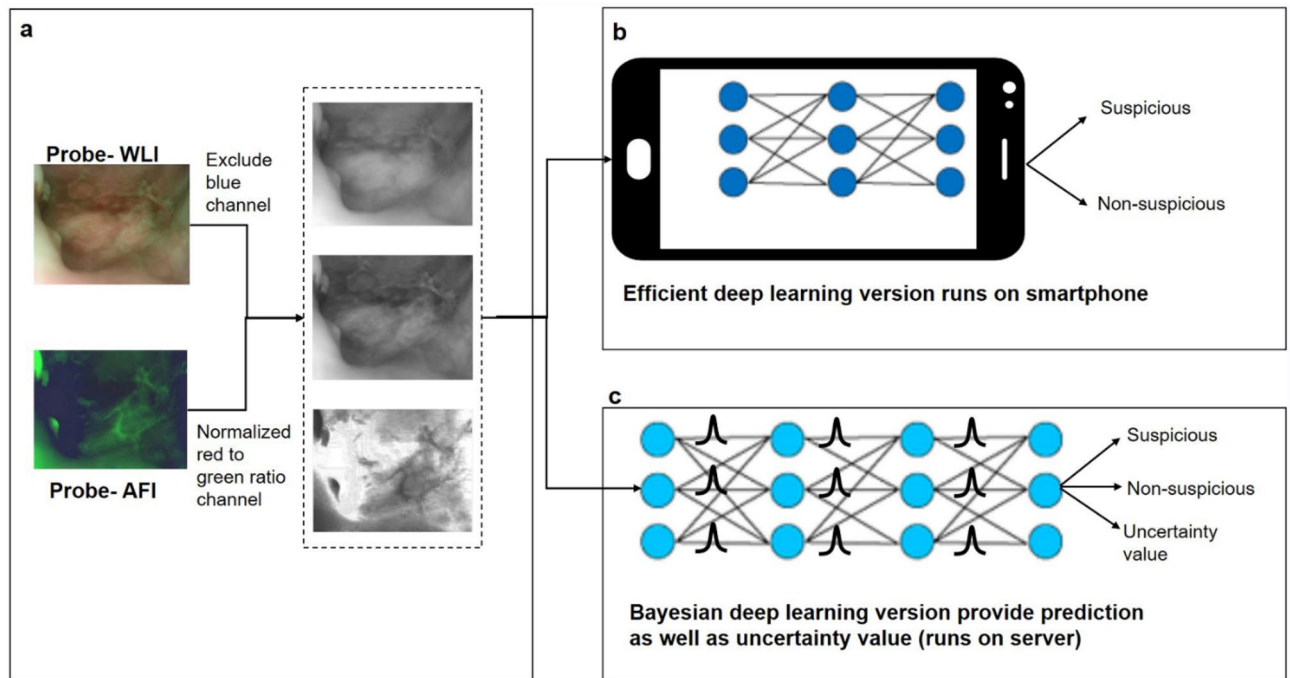 a
Probe- WLI
Exclude
blue
channel
Probe- AFI
Normalized
red to
green ratio
channel
b
Suspicious
Non-suspicious
Efficient deep learning version runs on smartphone
c
Suspicious
Non-suspicious
Uncertainty
value
Bayesian deep learning version provide prediction
as well as uncertainty value (runs on server)